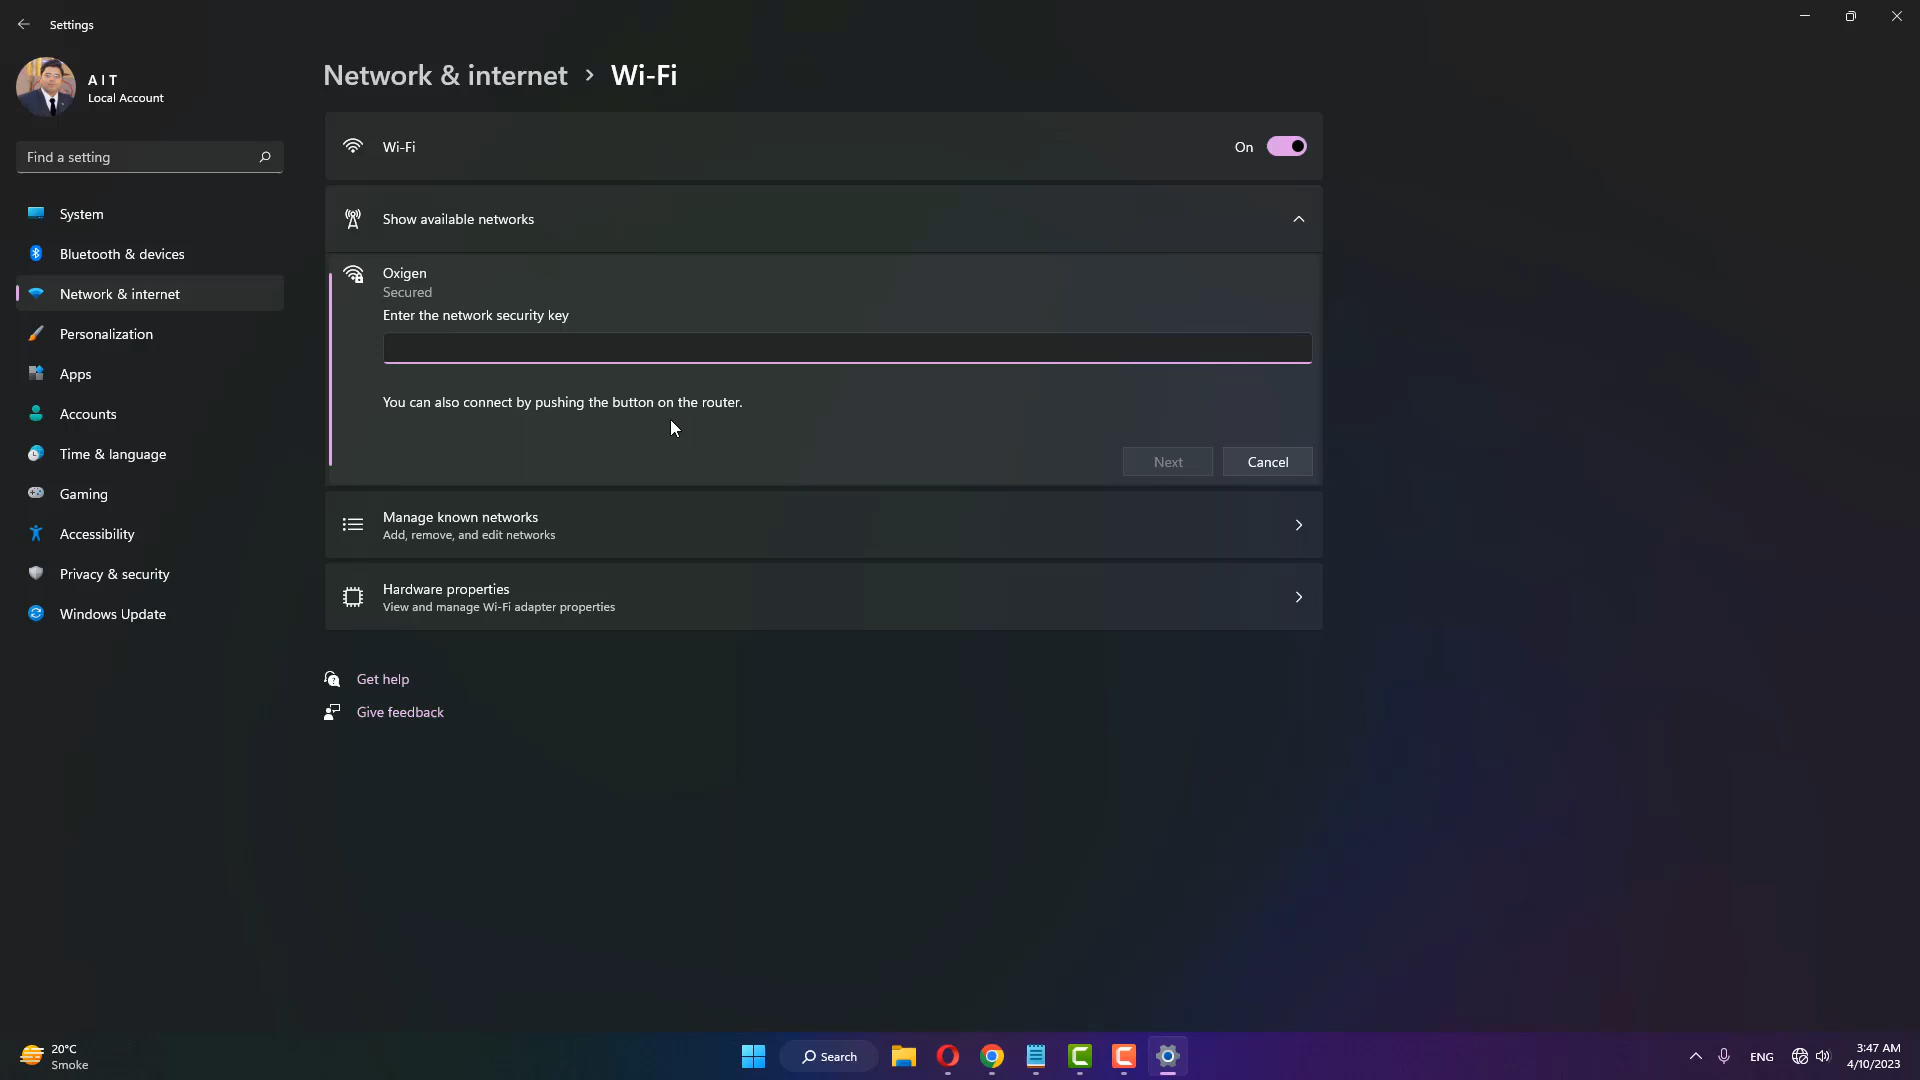 Settings
A I T
Local Account
Find a setting
System
Bluetooth & devices
Network & internet
Personalization
Apps
Accounts
Time & language
Gaming
Accessibility
Privacy & security
Windows Update
Network & internet › Wi-Fi
Wi-Fi
On
Show available networks
Oxigen
Secured
Enter the network security key
You can also connect by pushing the button on the router.
Next
Cancel
Manage known networks
Add, remove, and edit networks
Hardware properties
View and manage Wi-Fi adapter properties
Get help
Give feedback
20°C
Smoke
Search
ENG
3:47 AM
4/10/2023